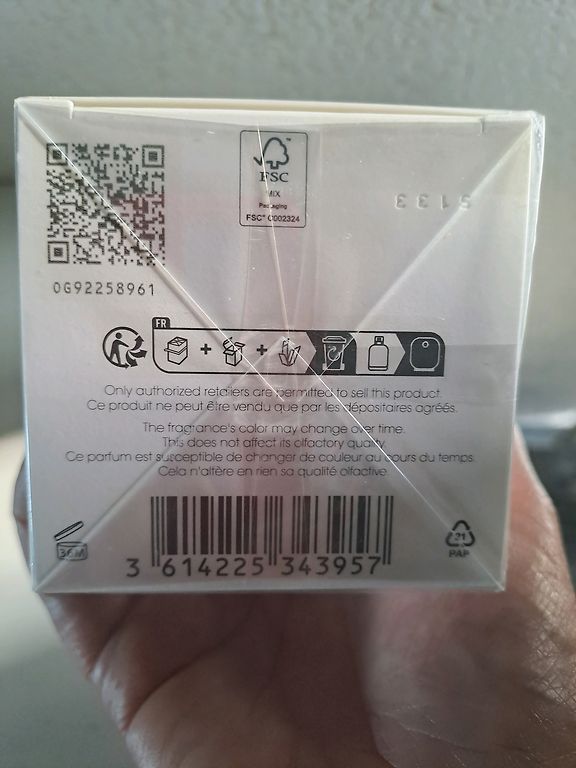 FSC™
MIX
Packaging
FSC® C002324
5133
0G92258961
FR
Only authorized retailers are permitted to sell this product.
Ce produit ne peut être vendu que par les dépositaires agréés.
The fragrance's color may change over time.
This does not affect its olfactory quality.
Ce parfum est susceptible de changer de couleur au cours du temps.
Cela n'altère en rien sa qualité olfactive.
36M
21
PAP
3 614225 343957